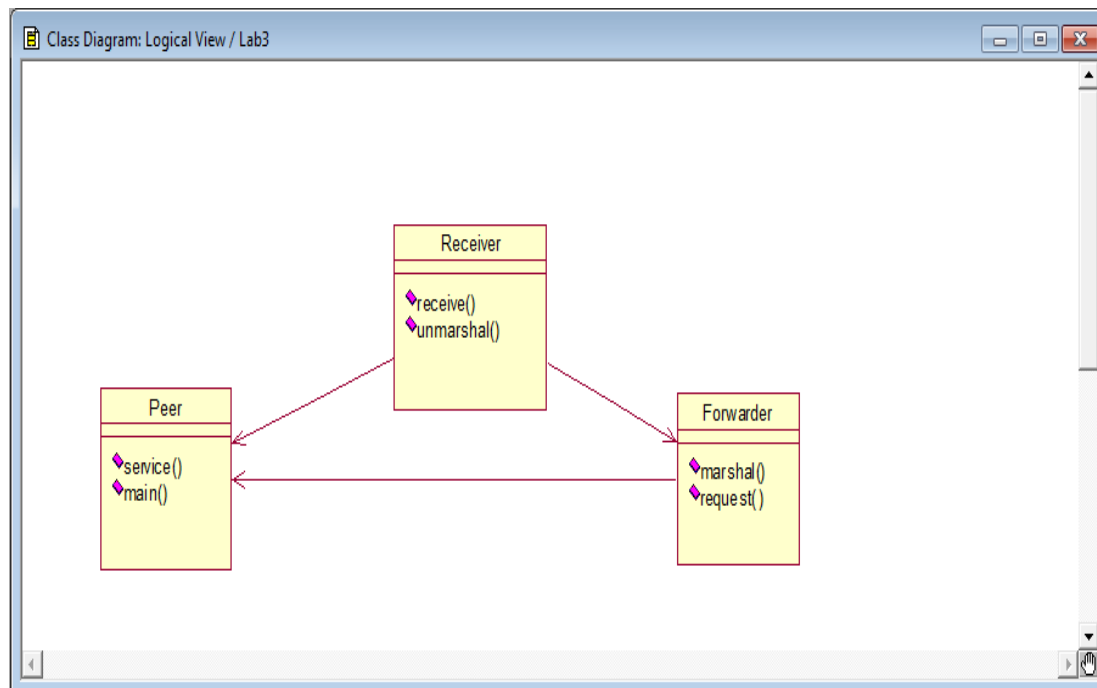 Class Diagram: Logical View / Lab3
Receiver
receive()
unmarshal()
Peer
service()
main()
Forwarder
marshal()
request( )